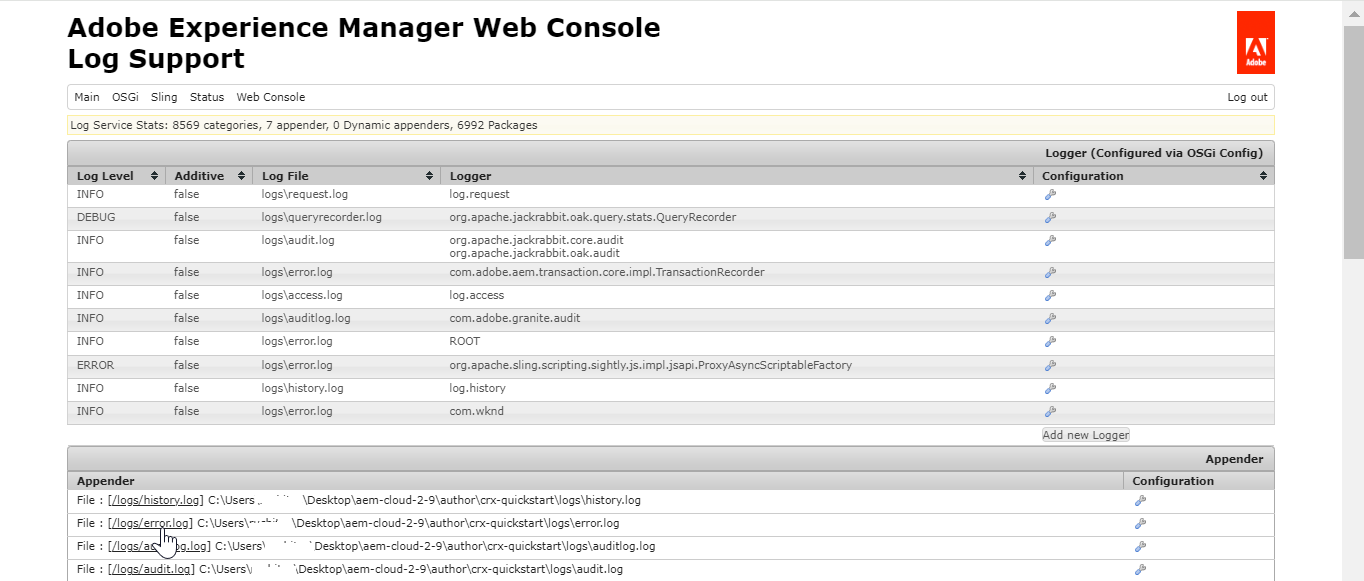 Adobe Experience Manager Web Console
Log Support
Adobe
Main OSGi Sling Status Web Console Log out
Log Service Stats: 8569 categories, 7 appender, 0 Dynamic appenders, 6992 Packages
Logger (Configured via OSGi Config)
Log Level Additive Log File Logger Configuration
INFO false logs\request.log log.request
DEBUG false logs\queryrecorder.log org.apache.jackrabbit.oak.query.stats.QueryRecorder
INFO false logs\audit.log org.apache.jackrabbit.core.audit
org.apache.jackrabbit.oak.audit
INFO false logs\error.log com.adobe.aem.transaction.core.impl.TransactionRecorder
INFO false logs\access.log log.access
INFO false logs\auditlog.log com.adobe.granite.audit
INFO false logs\error.log ROOT
ERROR false logs\error.log org.apache.sling.scripting.sightly.js.impl.jsapi.ProxyAsyncScriptableFactory
INFO false logs\history.log log.history
INFO false logs\error.log com.wknd
Add new Logger
Appender
Appender Configuration
File : [/logs/history.log] C:\Users \Desktop\aem-cloud-2-9\author\crx-quickstart\logs\history.log
File : [/logs/error.log] C:\Users\ \Desktop\aem-cloud-2-9\author\crx-quickstart\logs\error.log
File : C:\Users\ Desktop\aem-cloud-2-9\author\crx-quickstart\logs\auditlog.log
File : [/logs/audit.log] C:\Users\ \Desktop\aem-cloud-2-9\author\crx-quickstart\logs\audit.log